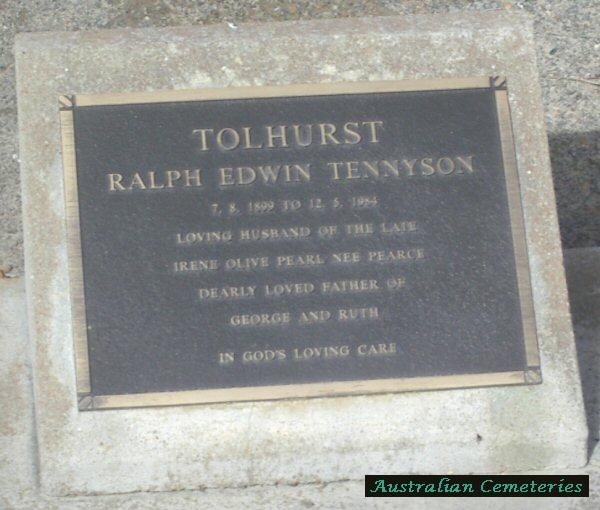 TOLHURST
RALPH EDWIN TENNYSON
7. 8. 1899 TO 12. 5. 1984
LOVING HUSBAND OF THE LATE
IRENE OLIVE PEARL NEE PEARCE
DEARLY LOVED FATHER OF
GEORGE AND RUTH
IN GOD'S LOVING CARE
Australian Cemeteries